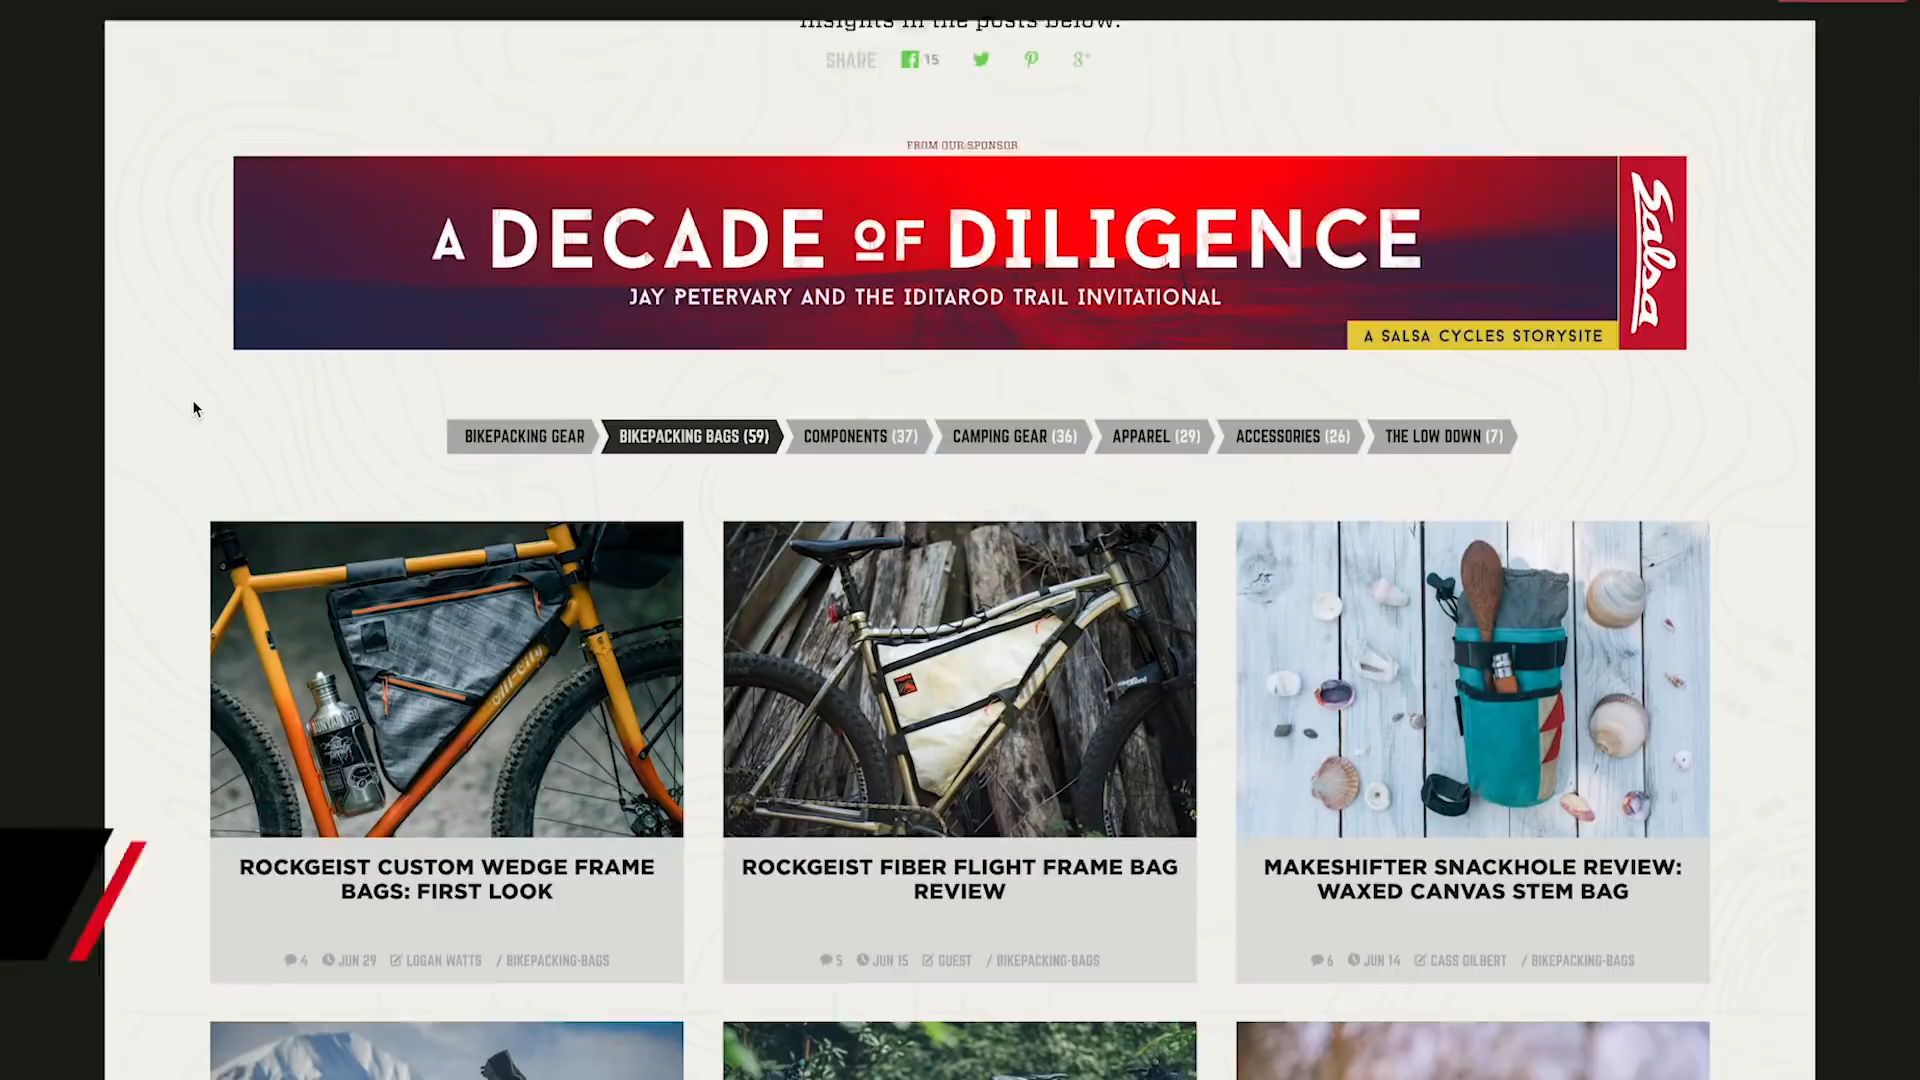 insights in the posts below.
SHARE 15
FROM OUR SPONSOR
A DECADE OF DILIGENCE
JAY PETERVARY AND THE IDITAROD TRAIL INVITATIONAL
Salsa
A SALSA CYCLES STORYSITE
BIKEPACKING GEAR BIKEPACKING BAGS (59) COMPONENTS (37) CAMPING GEAR (36) APPAREL (29) ACCESSORIES (26) THE LOW DOWN (7)
All-City
ROCKGEIST CUSTOM WEDGE FRAME
BAGS: FIRST LOOK
4 JUN 29 LOGAN WATTS / BIKEPACKING-BAGS
ROCKGEIST FIBER FLIGHT FRAME BAG
REVIEW
5 JUN 15 GUEST / BIKEPACKING-BAGS
MAKESHIFTER SNACKHOLE REVIEW:
WAXED CANVAS STEM BAG
6 JUN 14 CASS GILBERT / BIKEPACKING-BAGS